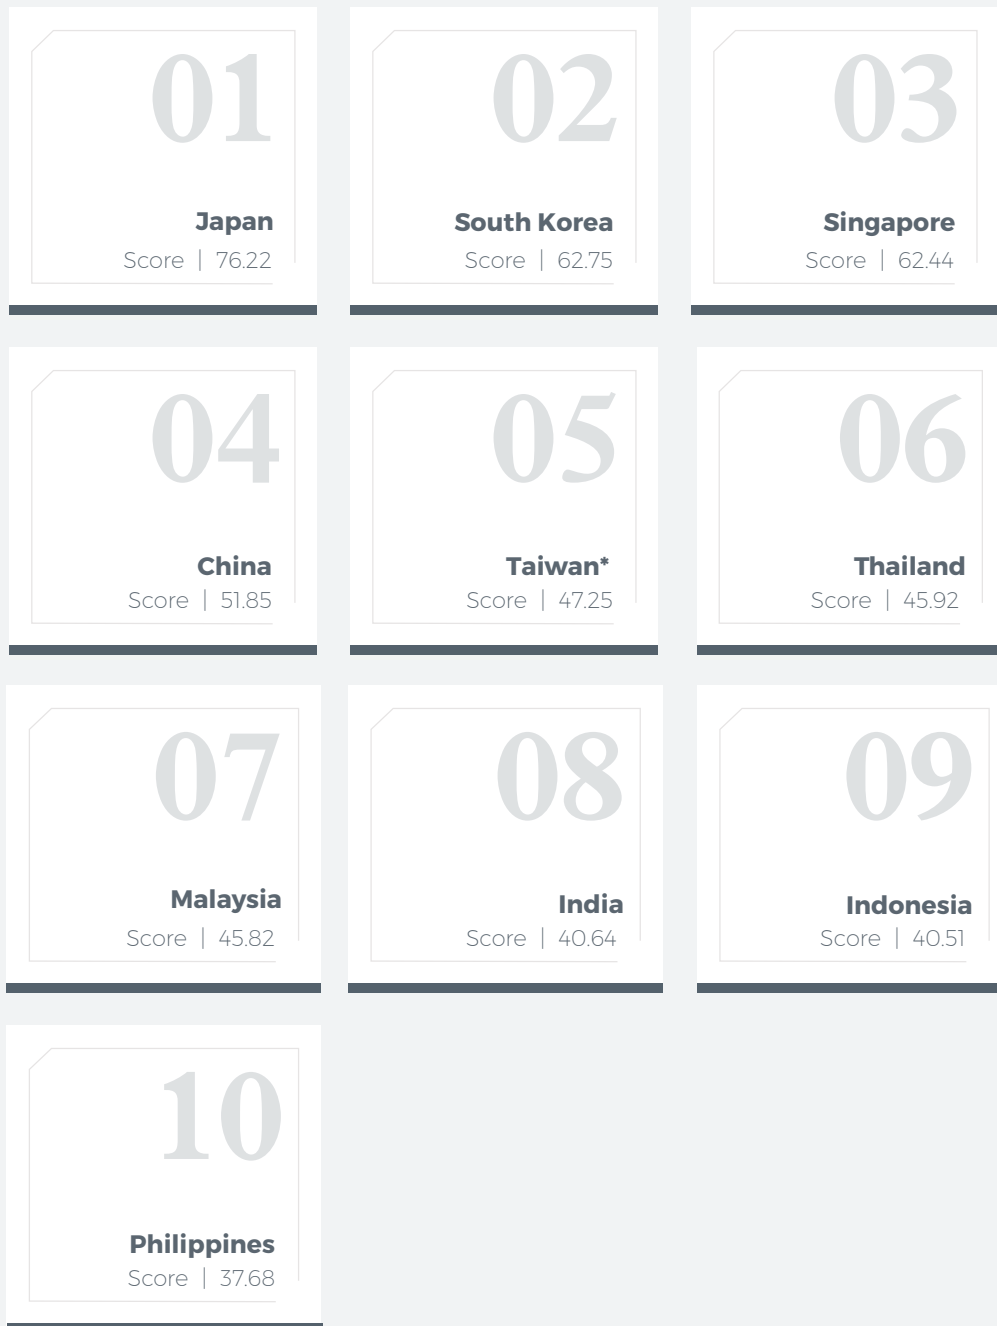 01
Japan
Score | 76.22
02
South Korea
Score | 62.75
03
Singapore
Score | 62.44
04
China
Score | 51.85
05
Taiwan*
Score | 47.25
06
Thailand
Score | 45.92
07
Malaysia
Score | 45.82
08
India
Score | 40.64
09
Indonesia
Score | 40.51
10
Philippines
Score | 37.68